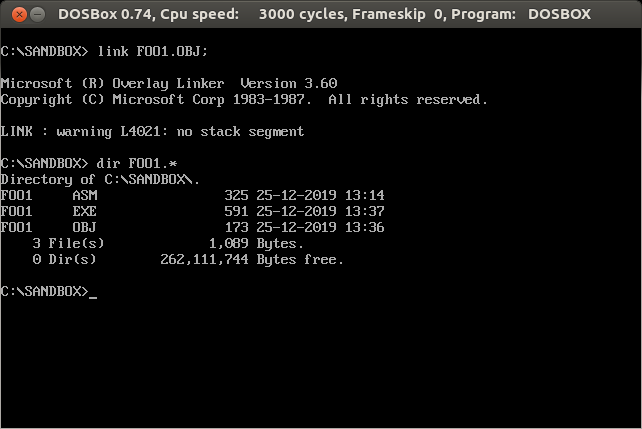 DOSBox 0.74, Cpu speed:    3000 cycles, Frameskip  0, Program:   DOSBOX
C:\SANDBOX> link FOO1.OBJ;
Microsoft (R) Overlay Linker  Version 3.60
Copyright (C) Microsoft Corp 1983-1987.  All rights reserved.
LINK : warning L4021: no stack segment
C:\SANDBOX> dir FOO1.*
Directory of C:\SANDBOX\.
FOO1     ASM                325 25-12-2019 13:14
FOO1     EXE                591 25-12-2019 13:37
FOO1     OBJ                173 25-12-2019 13:36
    3 File(s)             1,089 Bytes.
    0 Dir(s)        262,111,744 Bytes free.
C:\SANDBOX>_